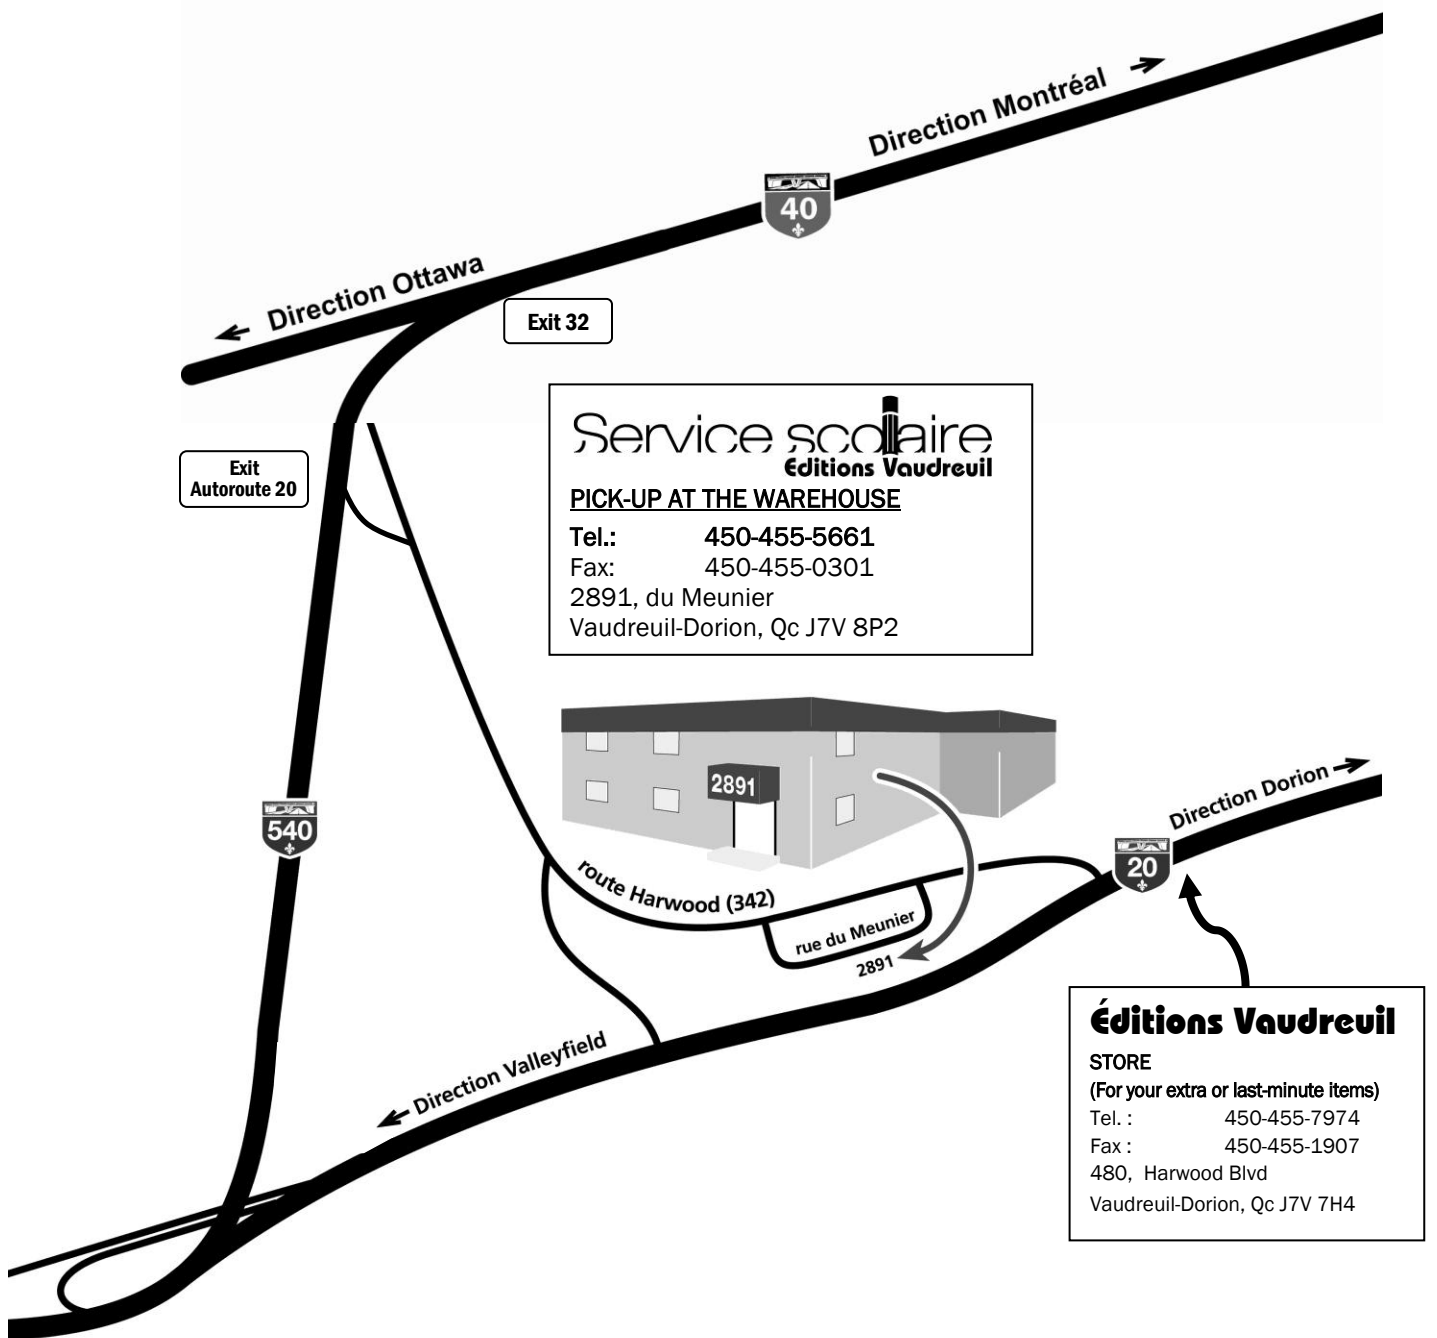 Direction Montréal
40
Direction Ottawa
Exit 32
Exit
Autoroute 20
Service scolaire
Éditions Vaudreuil
PICK-UP AT THE WAREHOUSE
Tel.: 450-455-5661
Fax: 450-455-0301
2891, du Meunier
Vaudreuil-Dorion, Qc J7V 8P2
2891
Direction Dorion
540
20
route Harwood (342)
rue du Meunier
2891
Direction Valleyfield
Éditions Vaudreuil
STORE
(For your extra or last-minute items)
Tel. : 450-455-7974
Fax : 450-455-1907
480, Harwood Blvd
Vaudreuil-Dorion, Qc J7V 7H4